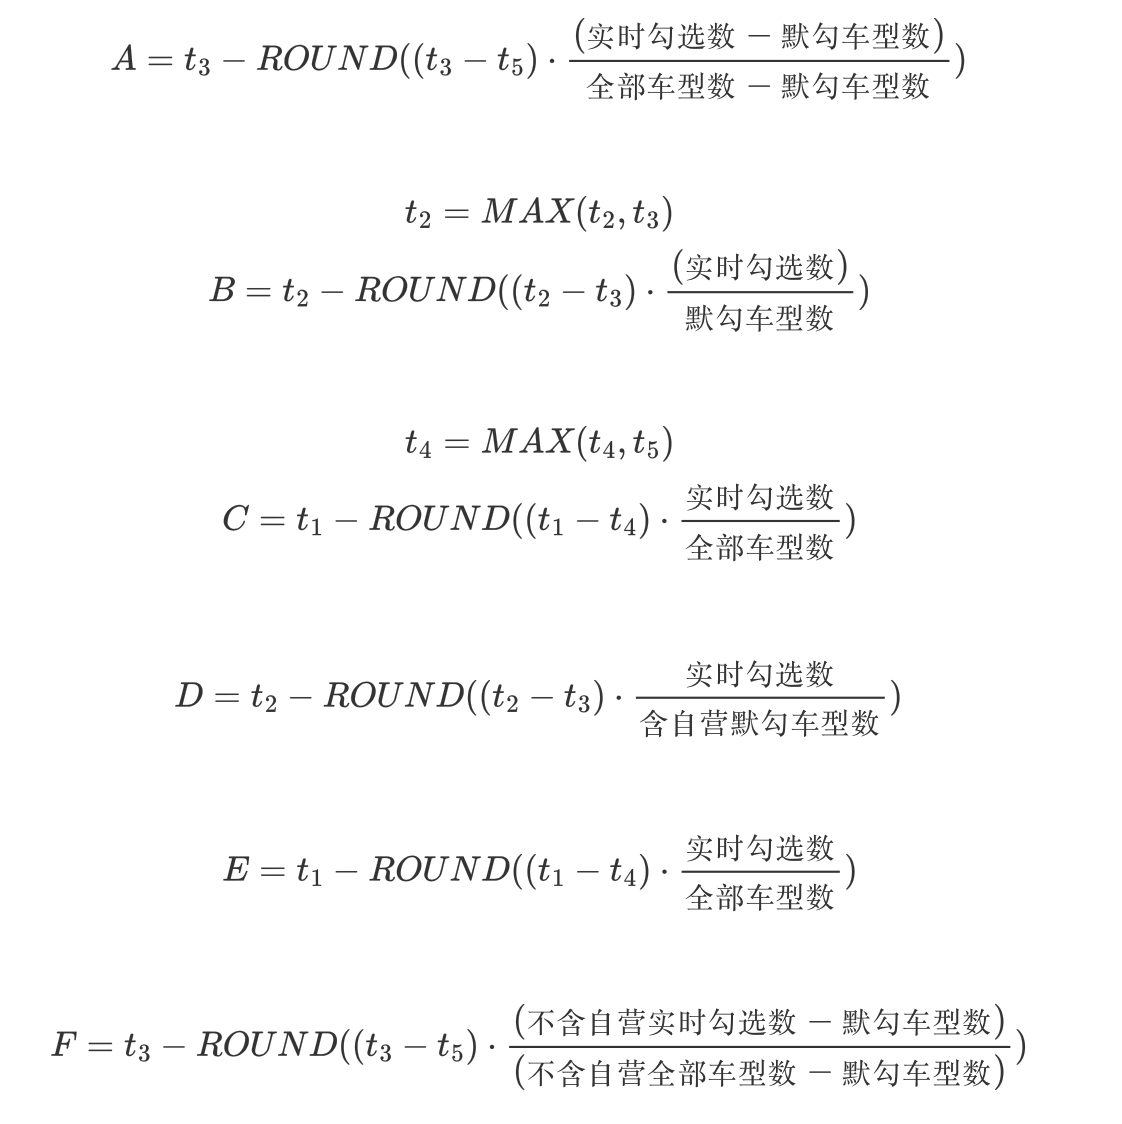 A = t₃ − ROUND((t₃ − t₅) · (实时勾选数 − 默勾车型数) / 全部车型数 − 默勾车型数)
t₂ = MAX(t₂, t₃)
B = t₂ − ROUND((t₂ − t₃) · (实时勾选数) / 默勾车型数)
t₄ = MAX(t₄, t₅)
C = t₁ − ROUND((t₁ − t₄) · 实时勾选数 / 全部车型数)
D = t₂ − ROUND((t₂ − t₃) · 实时勾选数 / 含自营默勾车型数)
E = t₁ − ROUND((t₁ − t₄) · 实时勾选数 / 全部车型数)
F = t₃ − ROUND((t₃ − t₅) · (不含自营实时勾选数 − 默勾车型数) / (不含自营全部车型数 − 默勾车型数))